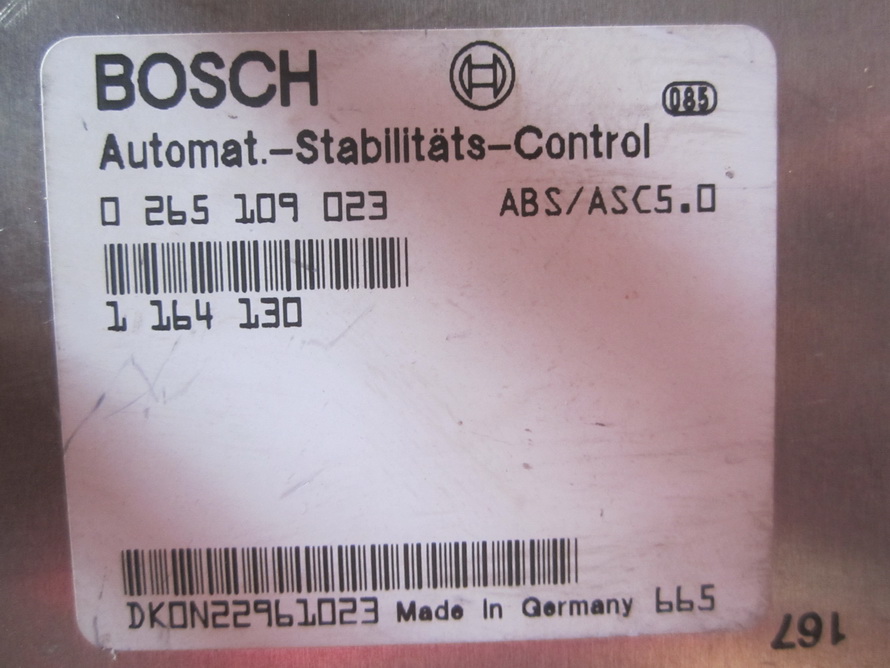 BOSCH
085
Automat.-Stabilitäts-Control
0 265 109 023 ABS/ASC5.0
1 164 130
DK0N22961023 Made In Germany 665
167